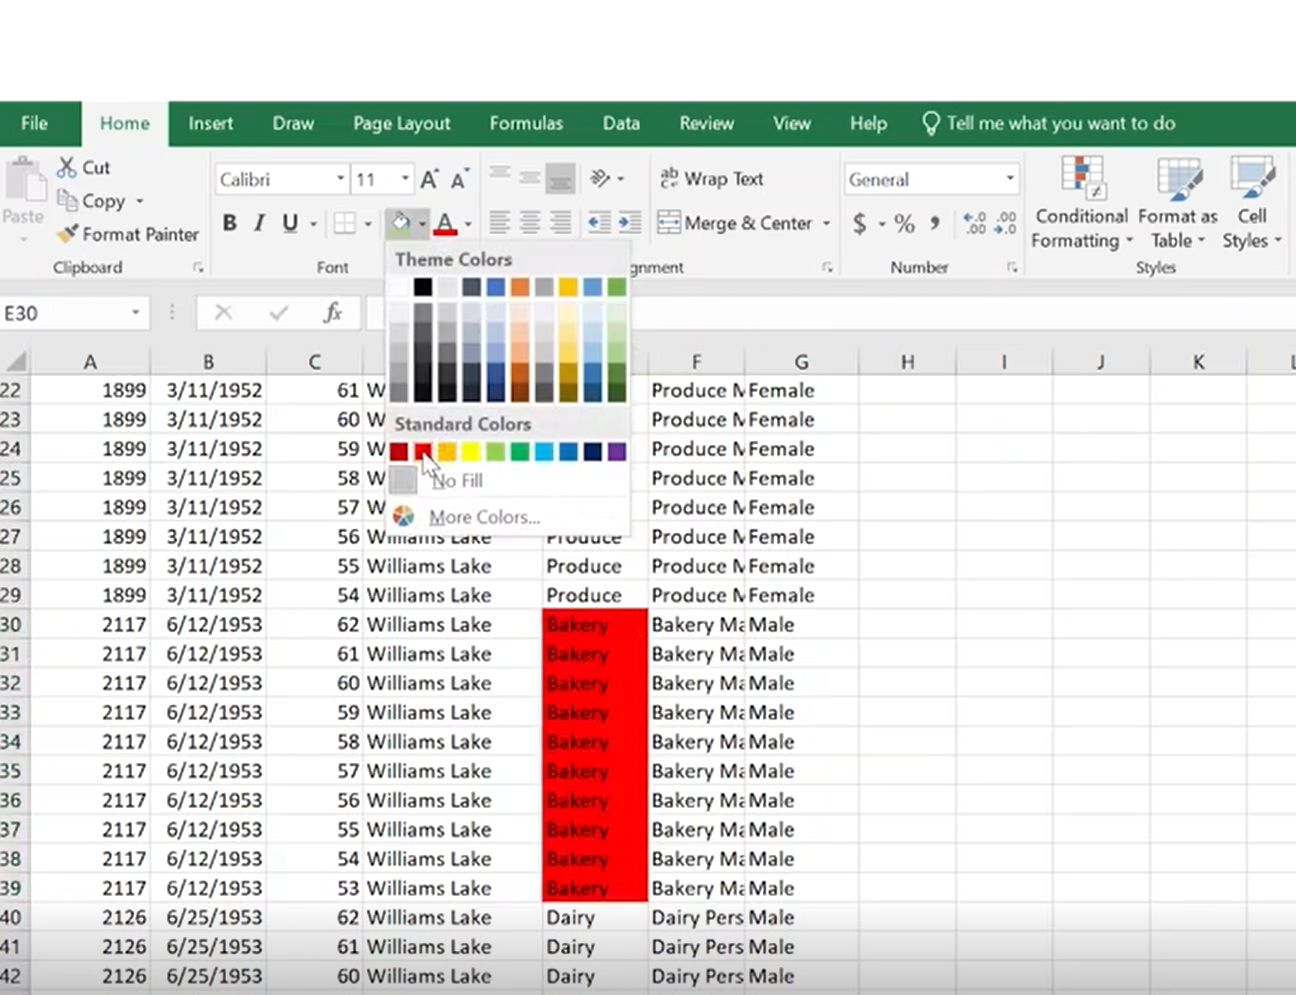 File Home Insert Draw Page Layout Formulas Data Review View Help Tell me what you want to do
Paste
Cut
Copy
Format Painter
Clipboard
Calibri 11 A A
B I U A
Font
ab Wrap Text
Merge & Center
nment
General
$ % , .0 .00 .00 .0
Number
Conditional Formatting
Format as Table
Cell Styles
Styles
Theme Colors
Standard Colors
No Fill
More Colors...
E30 fx
A B C F G H I J K L
22 1899 3/11/1952 61 W Produce M Female
23 1899 3/11/1952 60 W Produce M Female
24 1899 3/11/1952 59 W Produce M Female
25 1899 3/11/1952 58 W Produce M Female
26 1899 3/11/1952 57 W Produce M Female
27 1899 3/11/1952 56 Williams Lake Produce Produce M Female
28 1899 3/11/1952 55 Williams Lake Produce Produce M Female
29 1899 3/11/1952 54 Williams Lake Produce Produce M Female
30 2117 6/12/1953 62 Williams Lake Bakery Bakery Ma Male
31 2117 6/12/1953 61 Williams Lake Bakery Bakery Ma Male
32 2117 6/12/1953 60 Williams Lake Bakery Bakery Ma Male
33 2117 6/12/1953 59 Williams Lake Bakery Bakery Ma Male
34 2117 6/12/1953 58 Williams Lake Bakery Bakery Ma Male
35 2117 6/12/1953 57 Williams Lake Bakery Bakery Ma Male
36 2117 6/12/1953 56 Williams Lake Bakery Bakery Ma Male
37 2117 6/12/1953 55 Williams Lake Bakery Bakery Ma Male
38 2117 6/12/1953 54 Williams Lake Bakery Bakery Ma Male
39 2117 6/12/1953 53 Williams Lake Bakery Bakery Ma Male
40 2126 6/25/1953 62 Williams Lake Dairy Dairy Pers Male
41 2126 6/25/1953 61 Williams Lake Dairy Dairy Pers Male
42 2126 6/25/1953 60 Williams Lake Dairy Dairy Pers Male